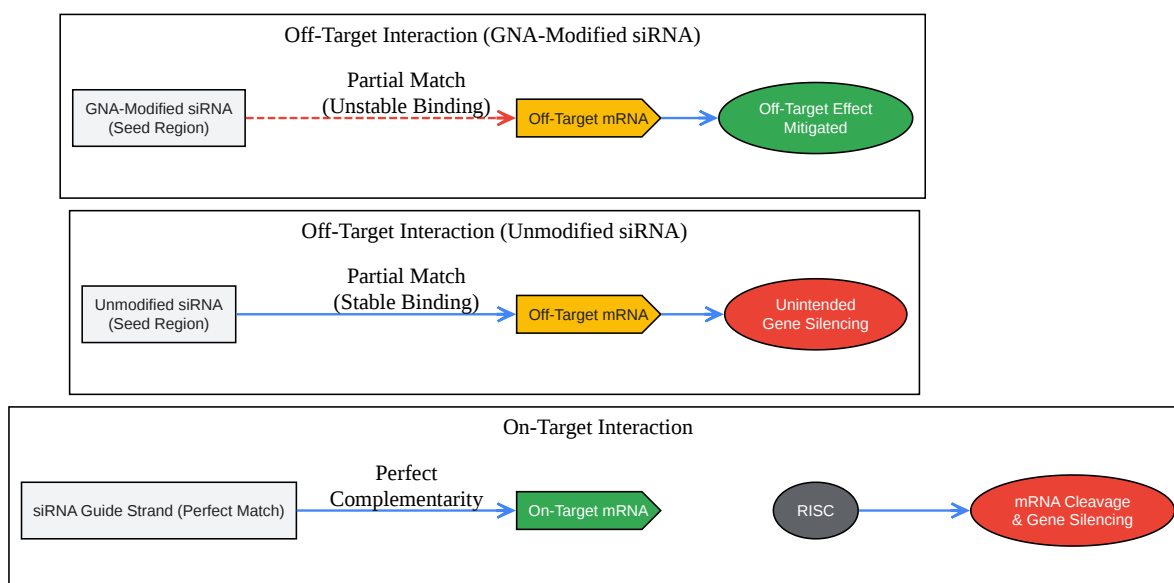 Off-Target Interaction (GNA-Modified siRNA)
Partial Match
(Unstable Binding)
GNA-Modified siRNA
(Seed Region)
Off-Target mRNA
Off-Target Effect
Mitigated
Off-Target Interaction (Unmodified siRNA)
Partial Match
(Stable Binding)
Unmodified siRNA
(Seed Region)
Off-Target mRNA
Unintended
Gene Silencing
On-Target Interaction
Perfect
Complementarity
siRNA Guide Strand (Perfect Match)
On-Target mRNA
RISC
mRNA Cleavage
& Gene Silencing